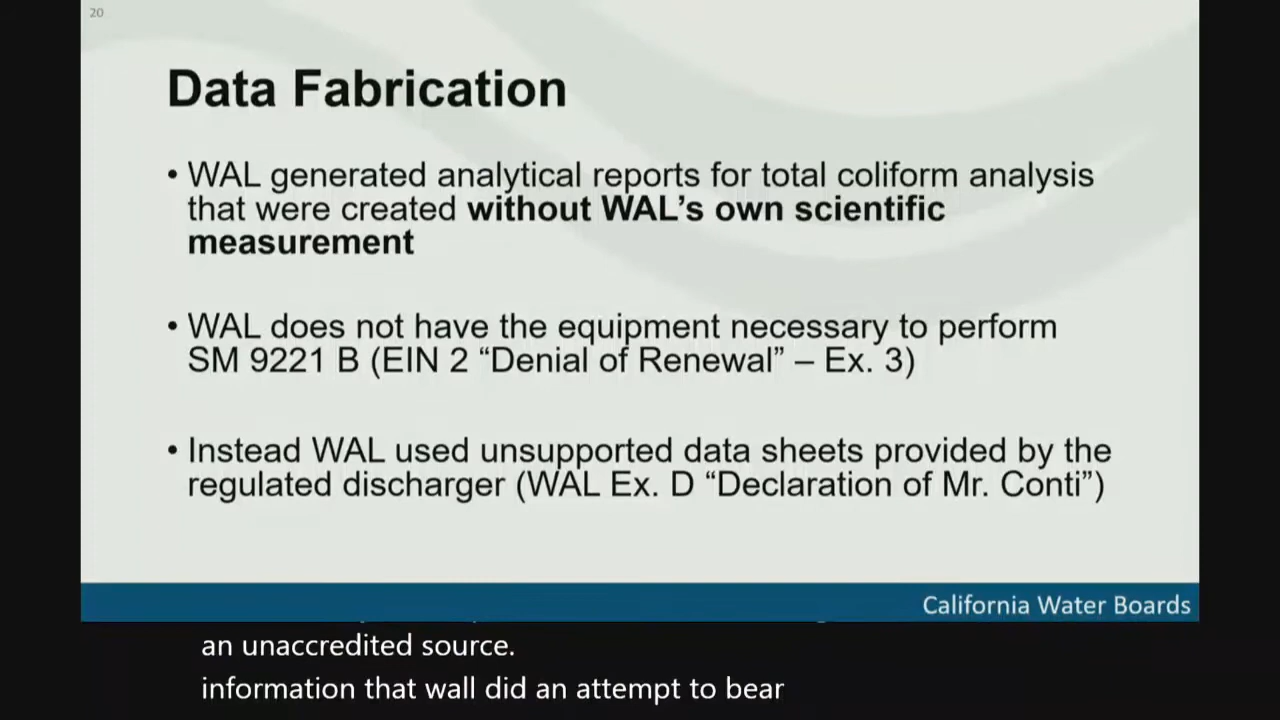 20
Data Fabrication
• WAL generated analytical reports for total coliform analysis
that were created without WAL's own scientific
measurement
• WAL does not have the equipment necessary to perform
SM 9221 B (EIN 2 “Denial of Renewal” – Ex. 3)
• Instead WAL used unsupported data sheets provided by the
regulated discharger (WAL Ex. D “Declaration of Mr. Conti”)
California Water Boards
an unaccredited source.
information that wall did an attempt to bear